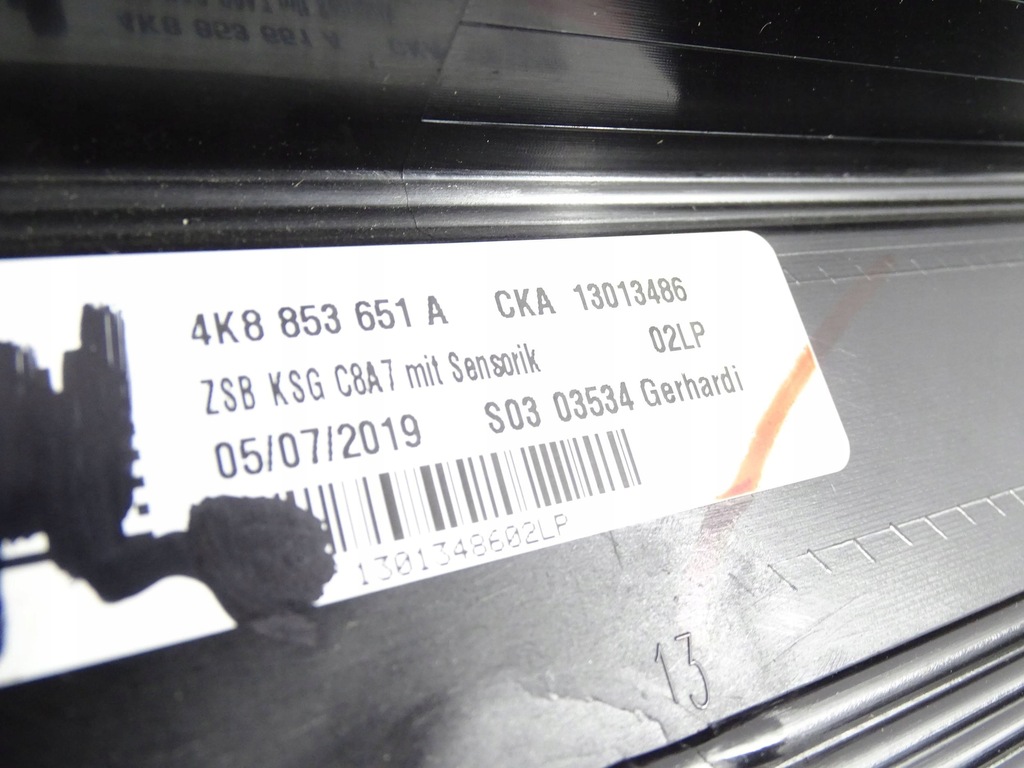 4K8 853 651 A CKA 13013486
02LP
ZSB KSG C8A7 mit Sensorik
05/07/2019 S03 03534 Gerhardi
1301348602LP
13